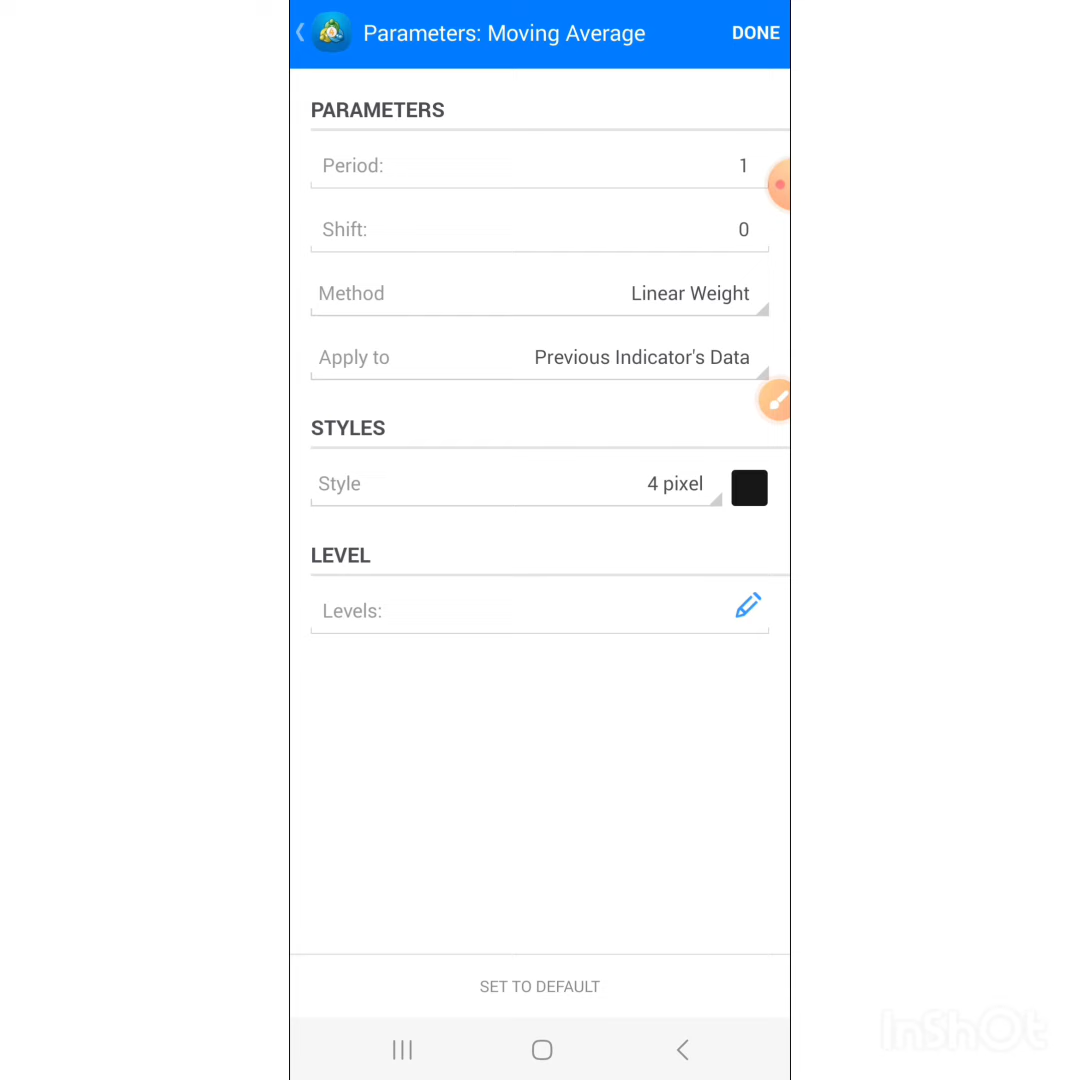 Parameters: Moving Average DONE
PARAMETERS
Period: 1
Shift: 0
Method Linear Weight
Apply to Previous Indicator's Data
STYLES
Style 4 pixel
LEVEL
Levels:
SET TO DEFAULT
InShOt